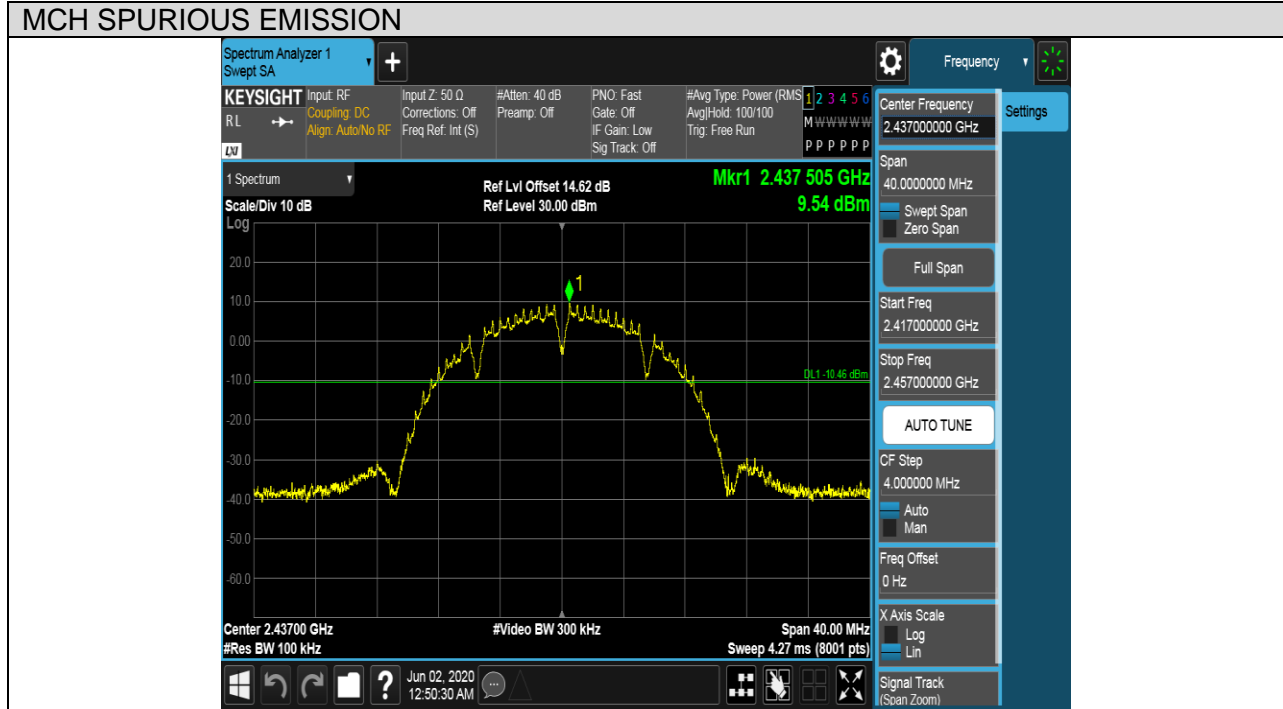 MCH SPURIOUS EMISSION
Spectrum Analyzer 1
Swept SA
Frequency
KEYSIGHT
RL
LXI
Input: RF
Coupling: DC
Align: Auto/No RF
Input Z: 50 Ω
Corrections: Off
Freq Ref: Int (S)
#Atten: 40 dB
Preamp: Off
PNO: Fast
Gate: Off
IF Gain: Low
Sig Track: Off
#Avg Type: Power (RMS
Avg|Hold: 100/100
Trig: Free Run
1 2 3 4 5 6
M W W W W W
P P P P P P
1 Spectrum
Scale/Div 10 dB
Ref Lvl Offset 14.62 dB
Ref Level 30.00 dBm
Mkr1 2.437 505 GHz
9.54 dBm
Log
20.0
10.0
0.00
-10.0
-20.0
-30.0
-40.0
-50.0
-60.0
1
DL1 -10.46 dBm
Center 2.43700 GHz
#Res BW 100 kHz
#Video BW 300 kHz
Span 40.00 MHz
Sweep 4.27 ms (8001 pts)
Center Frequency
2.437000000 GHz
Settings
Span
40.0000000 MHz
Swept Span
Zero Span
Full Span
Start Freq
2.417000000 GHz
Stop Freq
2.457000000 GHz
AUTO TUNE
CF Step
4.000000 MHz
Auto
Man
Freq Offset
0 Hz
X Axis Scale
Log
Lin
Signal Track
(Span Zoom)
?
Jun 02, 2020
12:50:30 AM